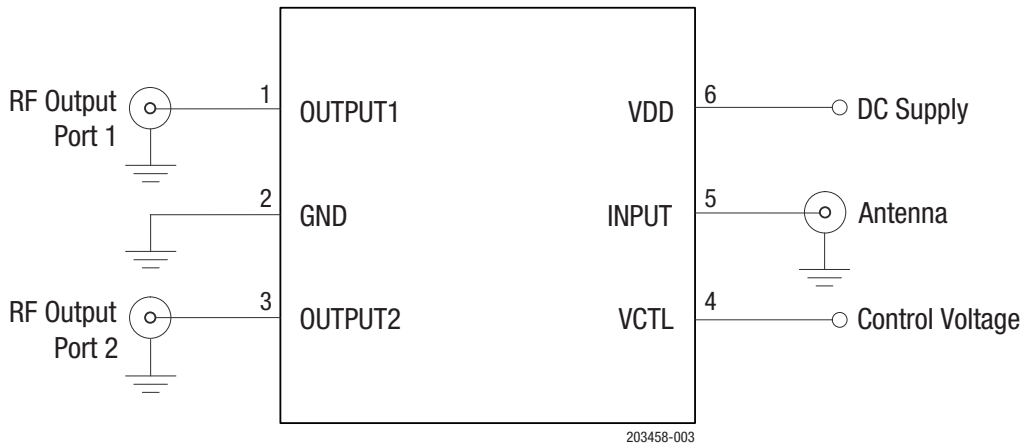 RF Output
Port 1
1
OUTPUT1
VDD
6
DC Supply
2
GND
INPUT
5
Antenna
RF Output
Port 2
3
OUTPUT2
VCTL
4
Control Voltage
203458-003